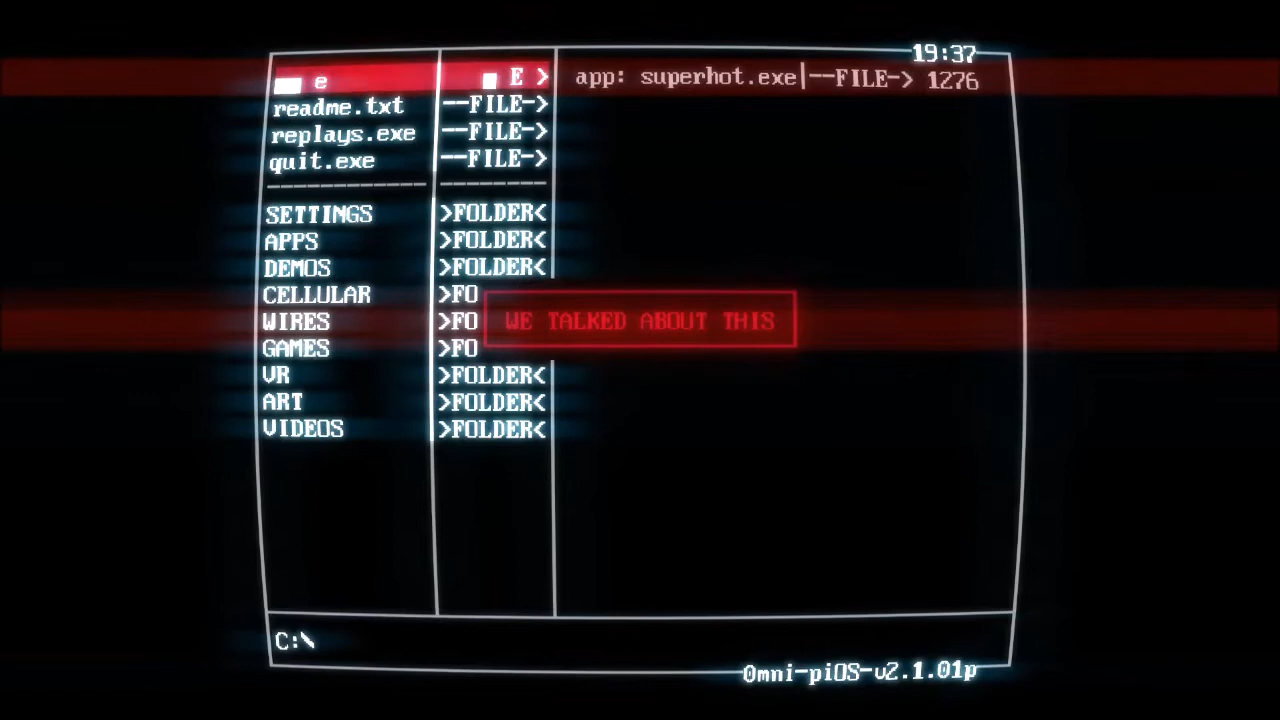 19:37
e E > app: superhot.exe|--FILE-> 1276
readme.txt --FILE->
replays.exe --FILE->
quit.exe --FILE->
SETTINGS >FOLDER<
APPS >FOLDER<
DEMOS >FOLDER<
CELLULAR >FO
WIRES >FO WE TALKED ABOUT THIS
GAMES >FO
VR >FOLDER<
ART >FOLDER<
VIDEOS >FOLDER<
C:\
Omni-piOS-v2.1.01p